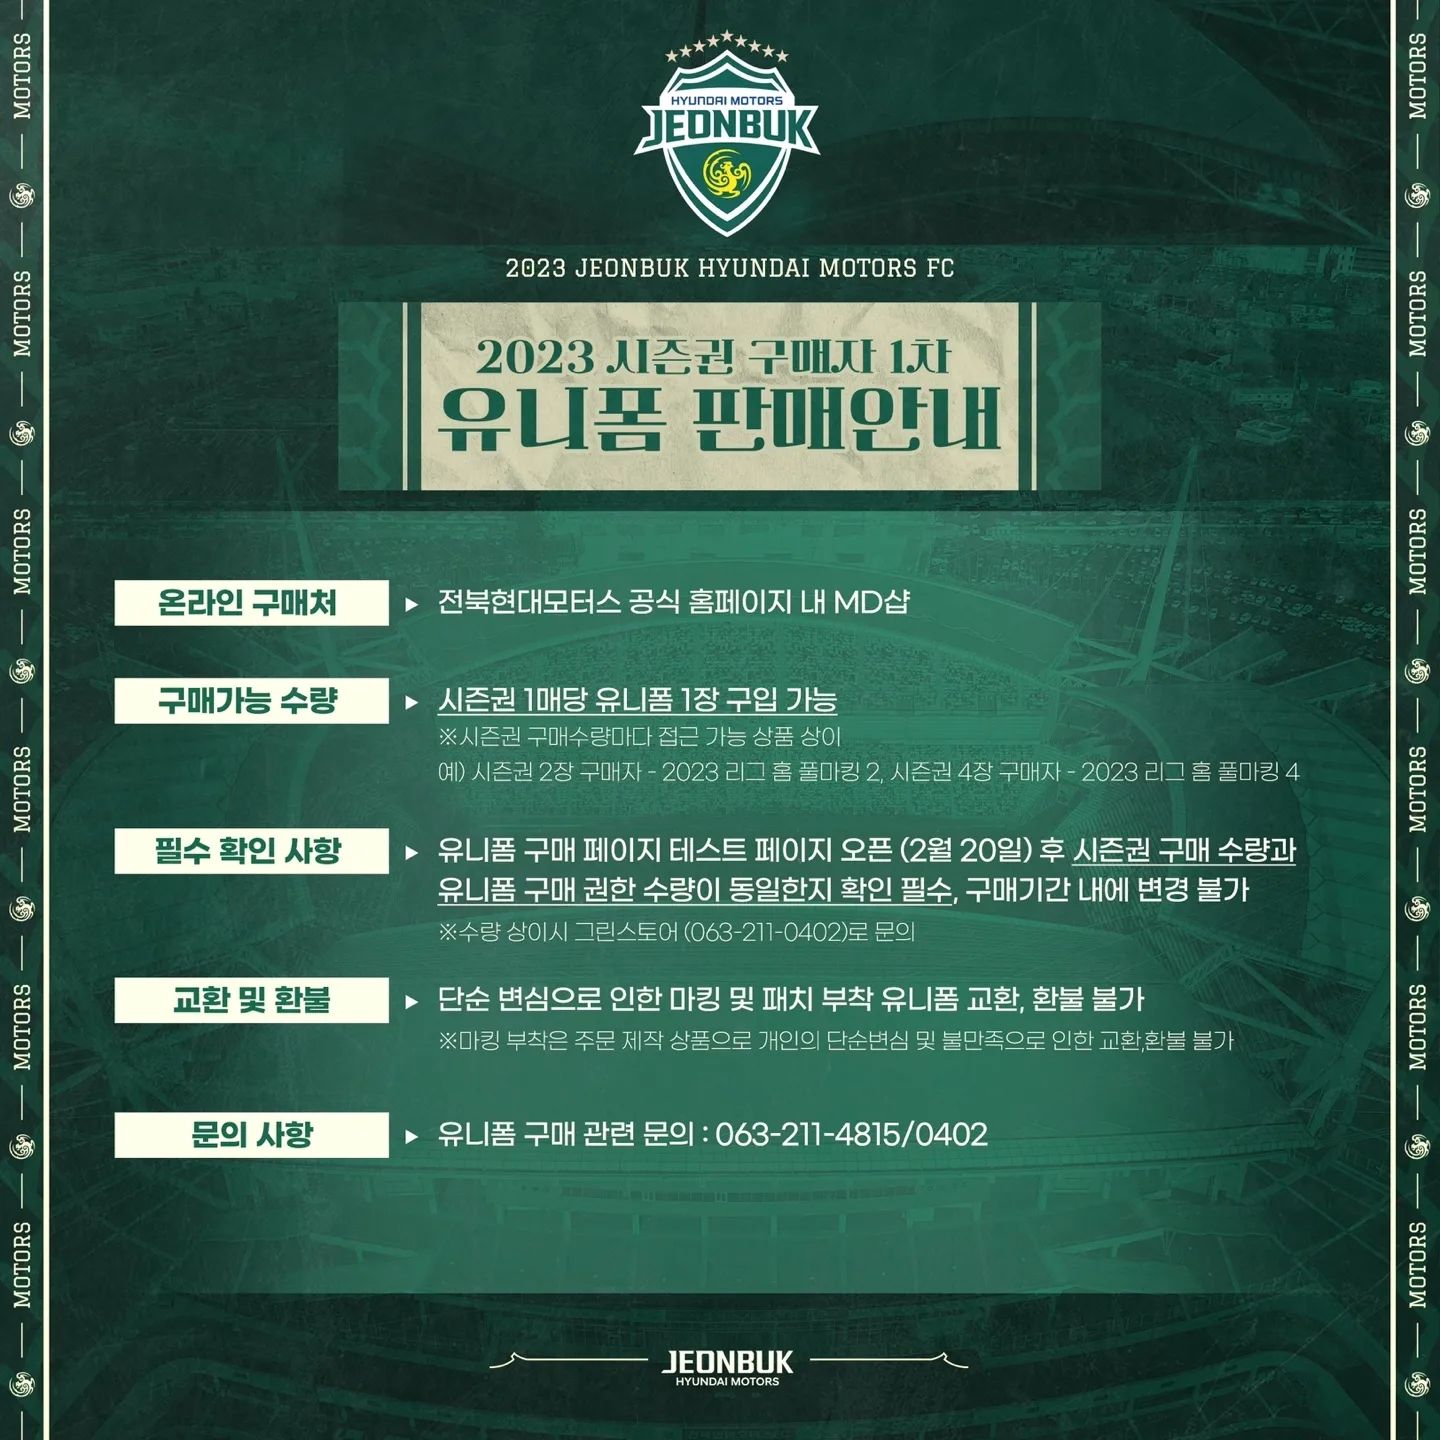 HYUNDAI MOTORS
JEONBUK
2023 JEONBUK HYUNDAI MOTORS FC
2023 시즌권 구매자 1차
유니폼 판매안내
온라인 구매처 ▶ 전북현대모터스 공식 홈페이지 내 MD샵
구매가능 수량 ▶ 시즌권 1매당 유니폼 1장 구입 가능
※시즌권 구매수량마다 접근 가능 상품 상이
예) 시즌권 2장 구매자 - 2023 리그 홈 풀마킹 2, 시즌권 4장 구매자 - 2023 리그 홈 풀마킹 4
필수 확인 사항 ▶ 유니폼 구매 페이지 테스트 페이지 오픈 (2월 20일) 후 시즌권 구매 수량과
유니폼 구매 권한 수량이 동일한지 확인 필수, 구매기간 내에 변경 불가
※수량 상이시 그린스토어 (063-211-0402)로 문의
교환 및 환불 ▶ 단순 변심으로 인한 마킹 및 패치 부착 유니폼 교환, 환불 불가
※마킹 부착은 주문 제작 상품으로 개인의 단순변심 및 불만족으로 인한 교환,환불 불가
문의 사항 ▶ 유니폼 구매 관련 문의 : 063-211-4815/0402
JEONBUK
HYUNDAI MOTORS
MOTORS
MOTORS
MOTORS
MOTORS
MOTORS
MOTORS
MOTORS
MOTORS
MOTORS
MOTORS
MOTORS
MOTORS